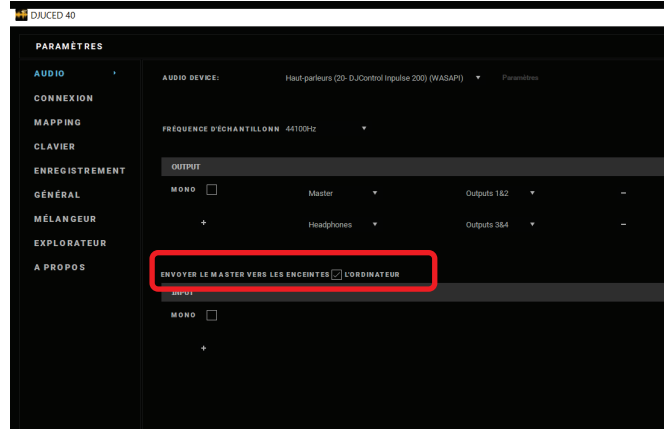 DJUCED 40
PARAMÈTRES
AUDIO
CONNEXION
MAPPING
CLAVIER
ENREGISTREMENT
GÉNÉRAL
MÉLANGEUR
EXPLORATEUR
A PROPOS
AUDIO DEVICE: Haut-parleurs (20- DJControl Inpulse 200) (WASAPI) Paramètres
FRÉQUENCE D'ÉCHANTILLONN 44100Hz
OUTPUT
MONO Master Outputs 1&2 −
+ Headphones Outputs 3&4 −
ENVOYER LE MASTER VERS LES ENCEINTES L'ORDINATEUR
INPUT
MONO
+